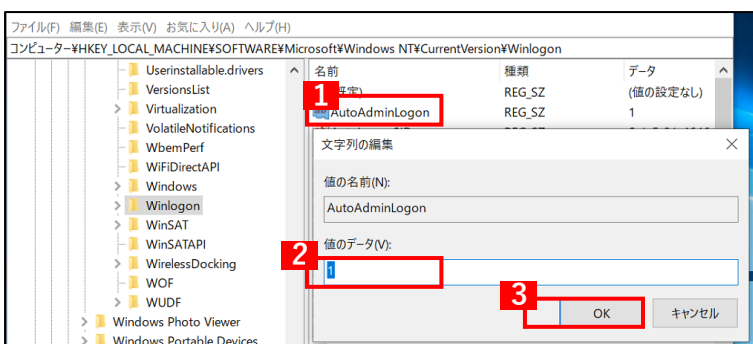 ファイル(F) 編集(E) 表示(V) お気に入り(A) ヘルプ(H)
コンピューター¥HKEY_LOCAL_MACHINE¥SOFTWARE¥Microsoft¥Windows NT¥CurrentVersion¥Winlogon
Userinstallable.drivers
VersionsList
Virtualization
VolatileNotifications
WbemPerf
WiFiDirectAPI
Windows
Winlogon
WinSAT
WinSATAPI
WirelessDocking
WOF
WUDF
Windows Photo Viewer
Windows Portable Devices
名前 種類 データ
1
REG_SZ (値の設定なし)
AutoAdminLogon REG_SZ 1
文字列の編集
値の名前(N):
AutoAdminLogon
値のデータ(V):
2
1
3
OK キャンセル